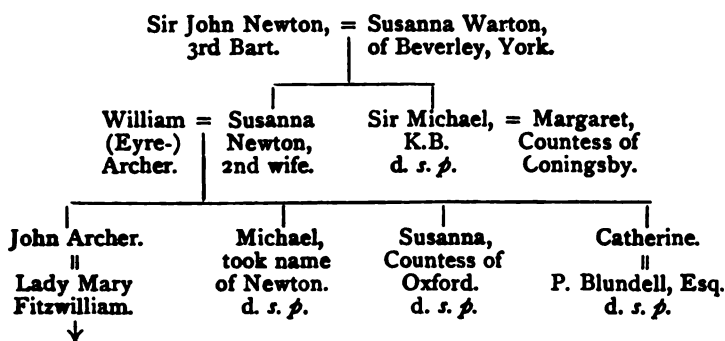 Sir John Newton, = Susanna Warton,
3rd Bart. of Beverley, York.
William = Susanna Sir Michael, = Margaret,
(Eyre-) Newton, K.B. Countess of
Archer. 2nd wife. d. s. p. Coningsby.
John Archer. Michael, Susanna, Catherine.
= took name Countess of =
Lady Mary of Newton. Oxford. P. Blundell, Esq.
Fitzwilliam. d. s. p. d. s. p. d. s. p.